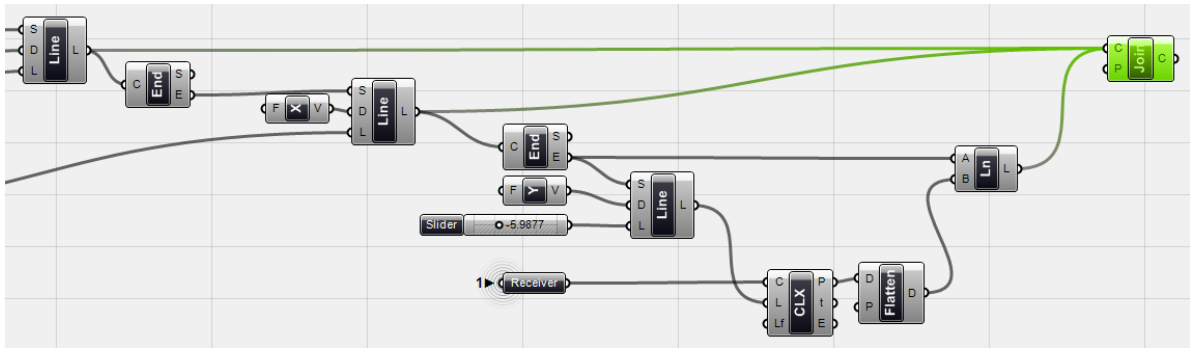 S D L Line L
C End S E
F X V
S D L Line L
C P Join C
C End S E
F Y V
A B Ln L
S D L Line L
Slider -5.9877
1 Receiver
C L Lf CLX P t E
D P Flatten D